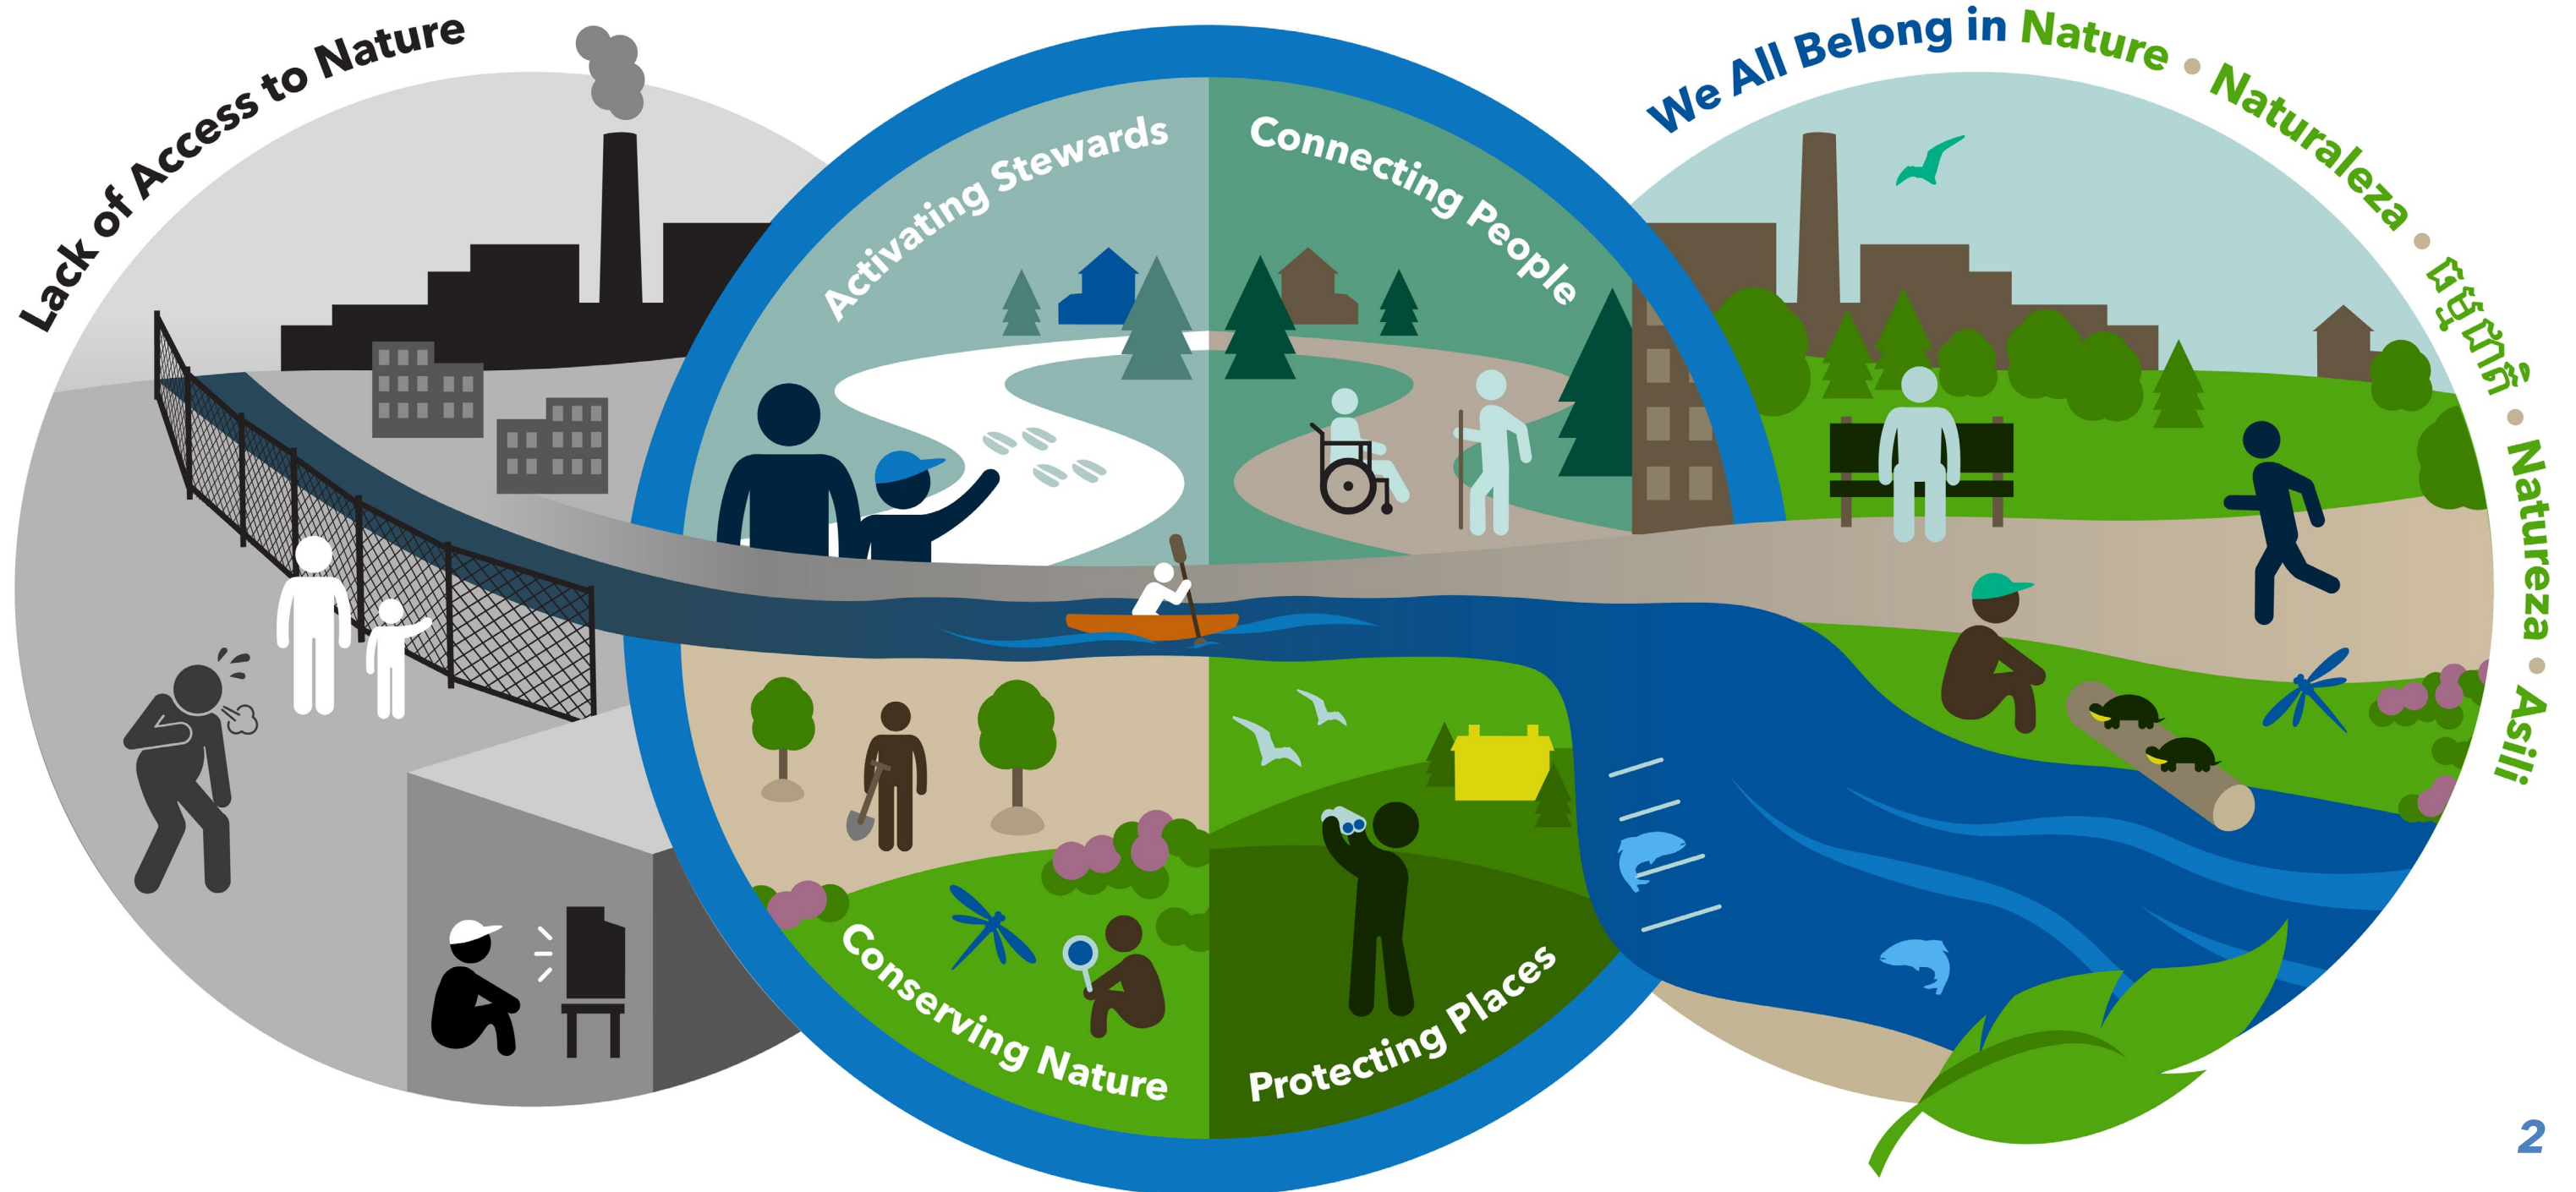 Lack of Access to Nature
Activating Stewards
Connecting People
Conserving Nature
Protecting Places
We All Belong in Nature • Naturaleza • ធម្មជាតិ • Natureza • Asili
2